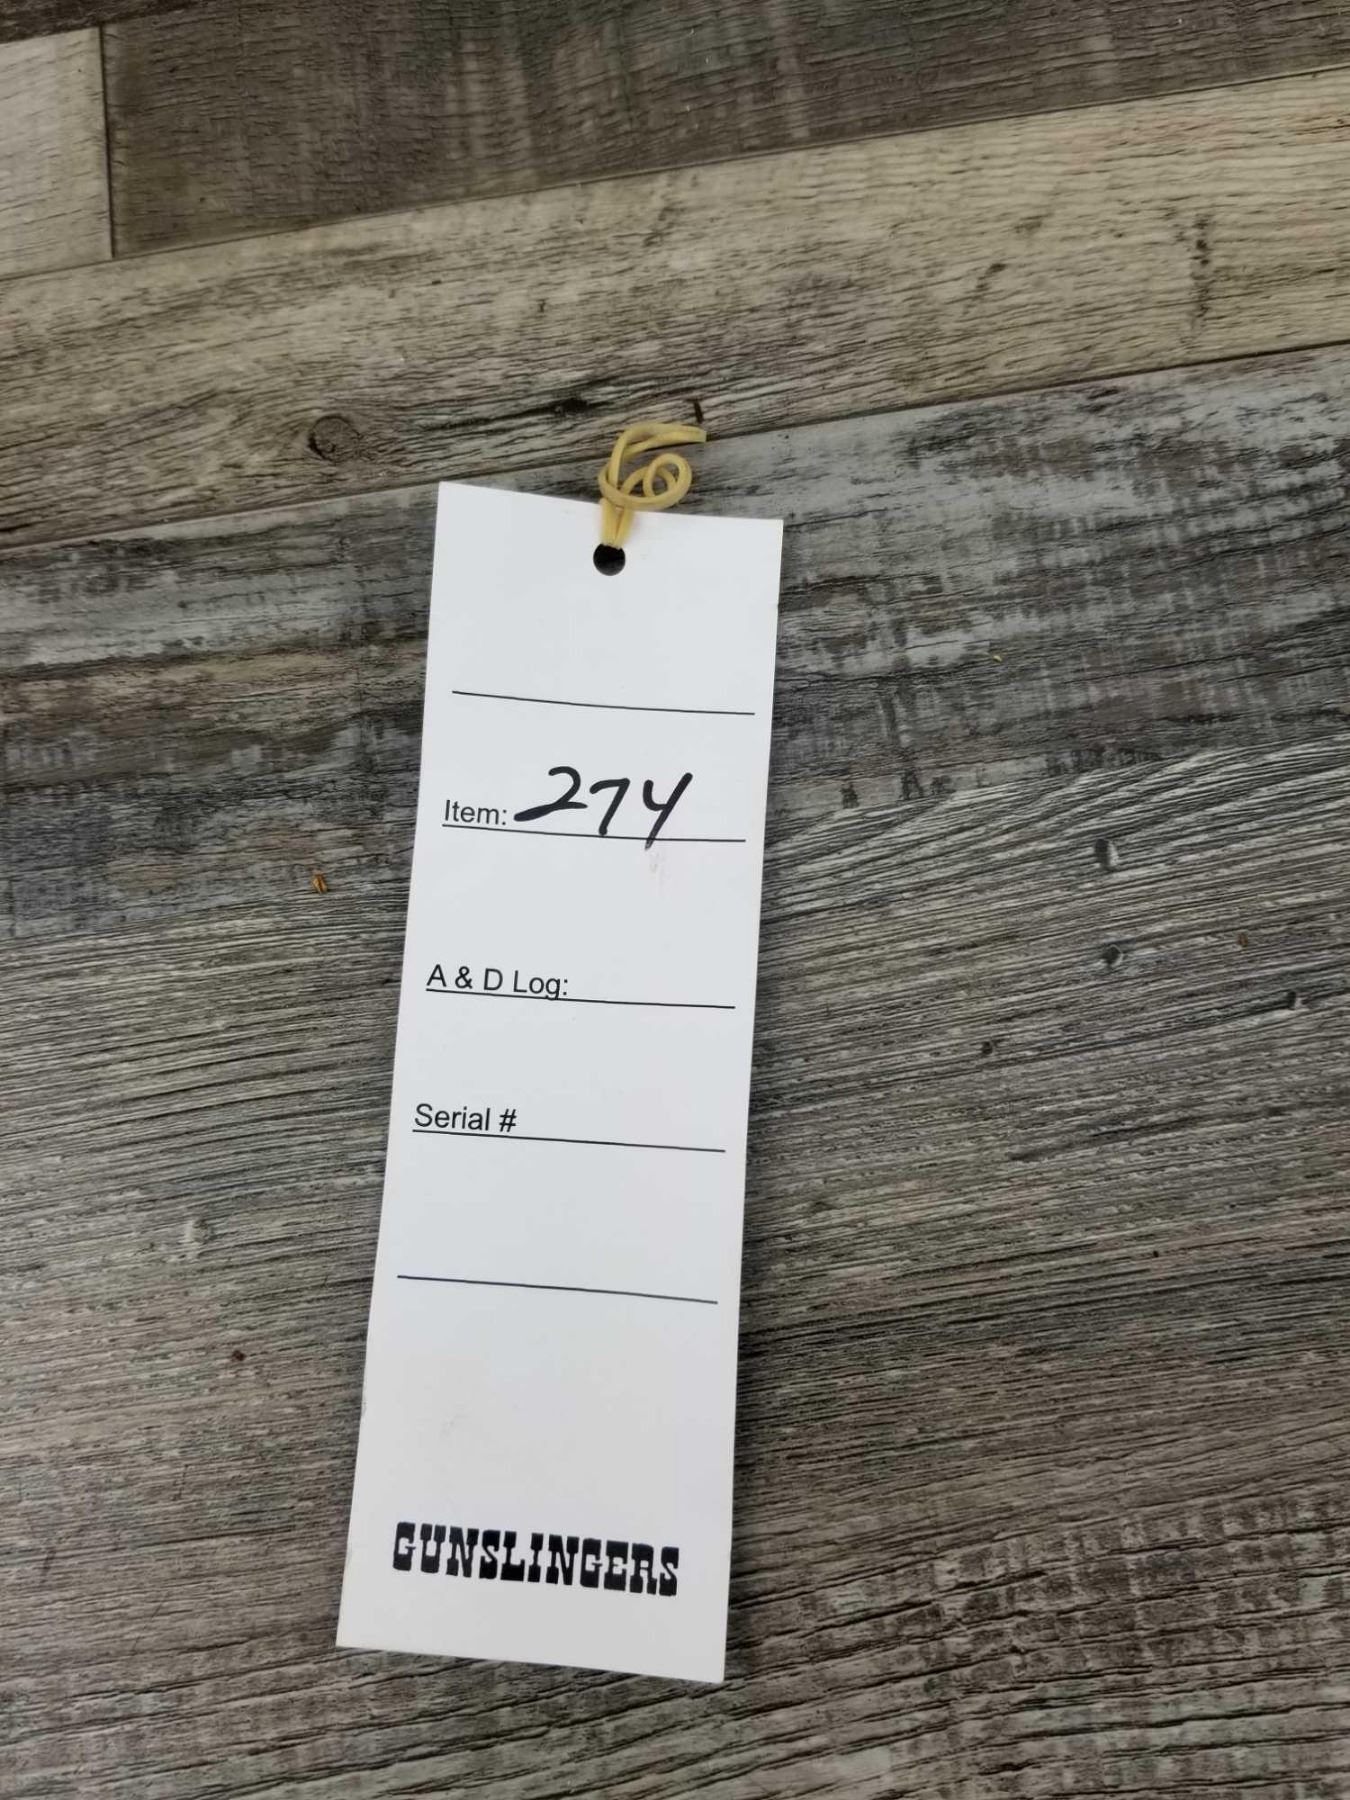 Item: 274
A & D Log:
Serial #
GUNSLINGERS